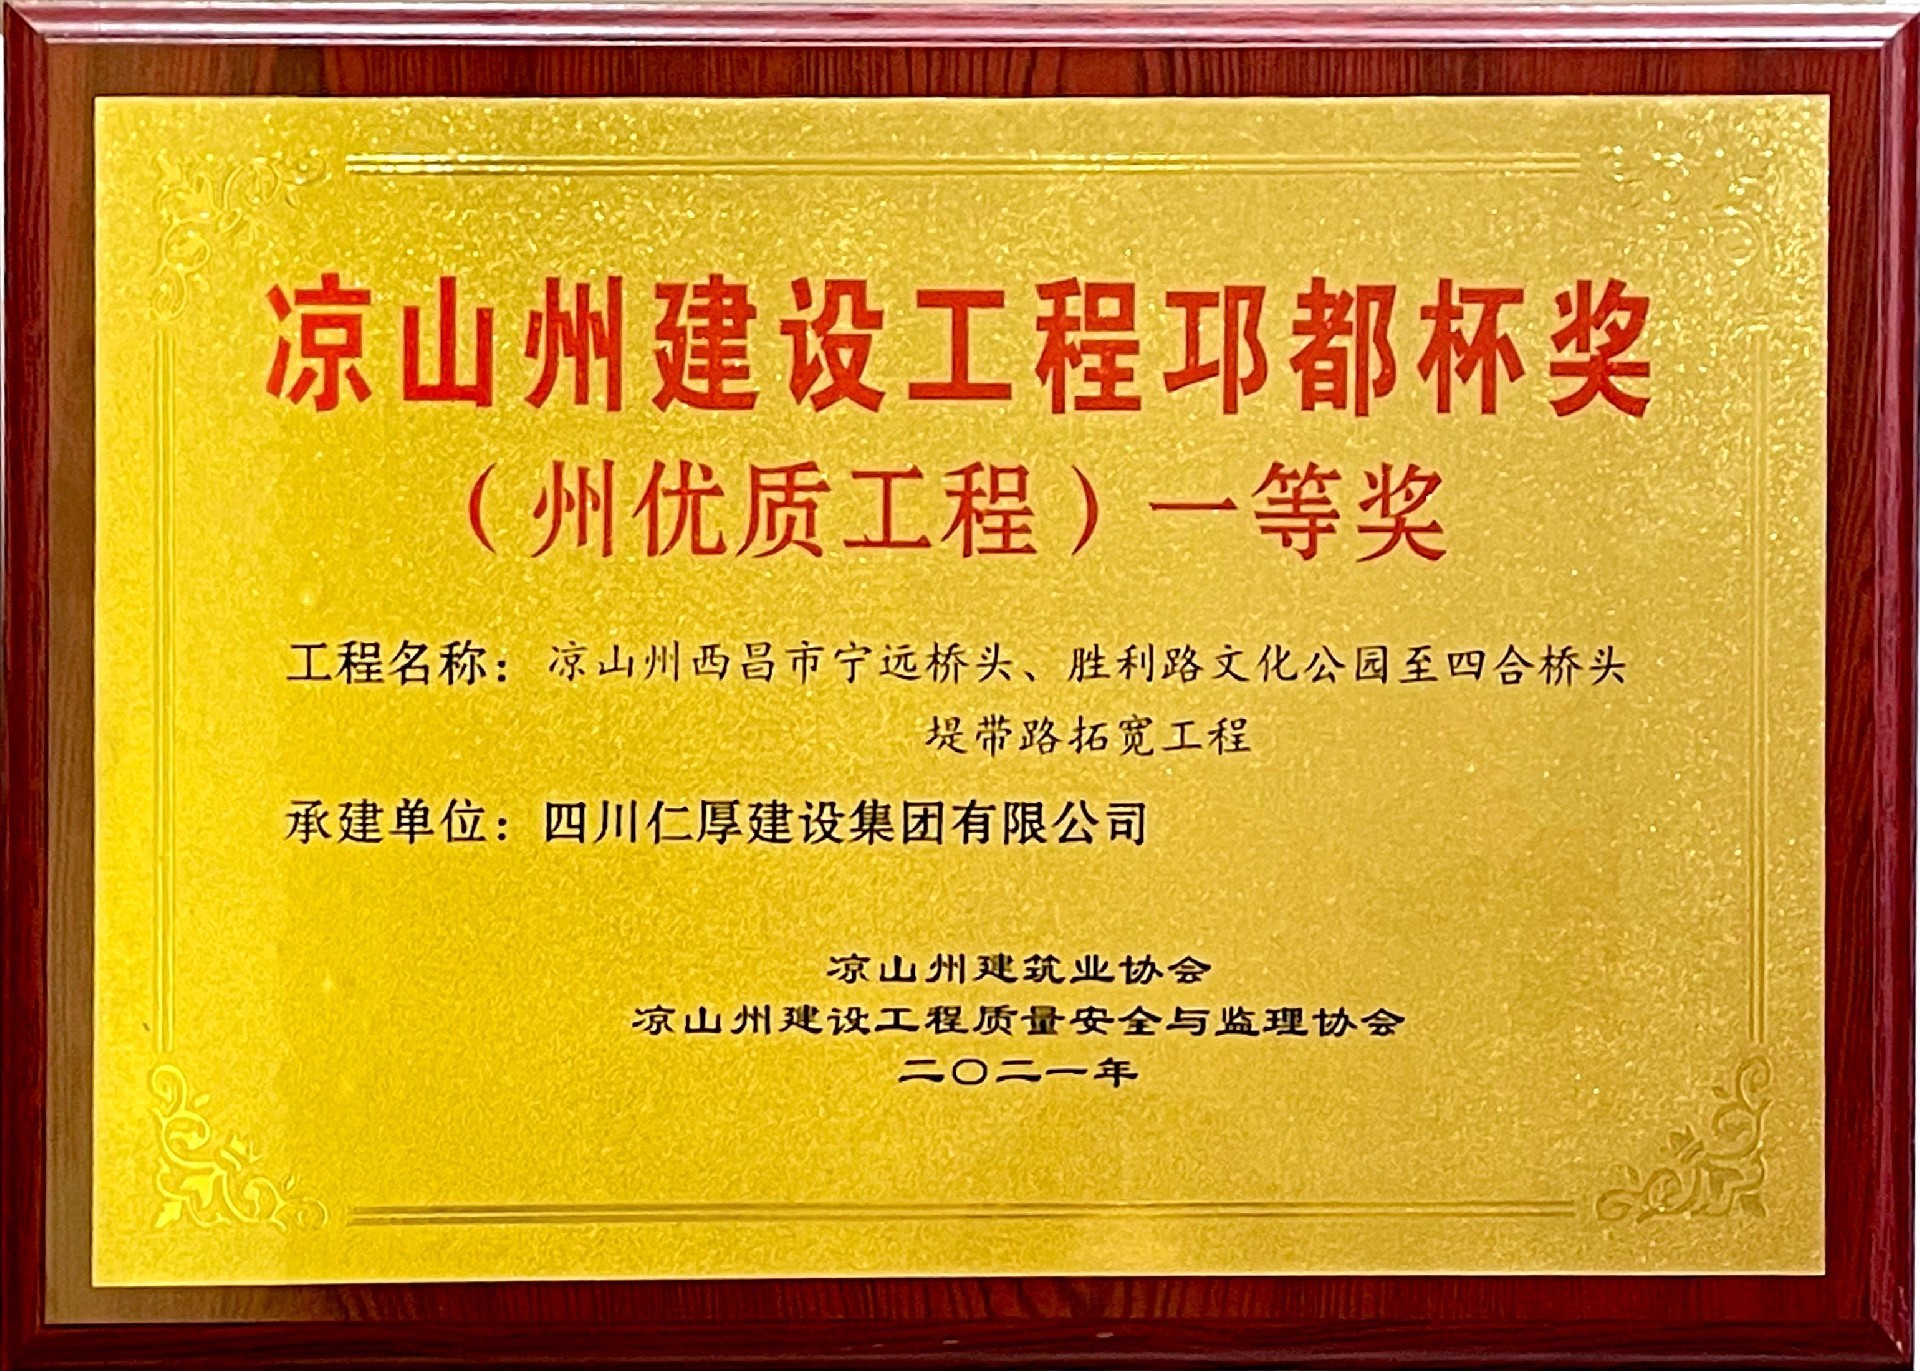 凉山州建设工程邛都杯奖
（州优质工程）一等奖
工程名称：凉山州西昌市宁远桥头、胜利路文化公园至四合桥头
堤带路拓宽工程
承建单位：四川仁厚建设集团有限公司
凉山州建筑业协会
凉山州建设工程质量安全与监理协会
二〇二一年